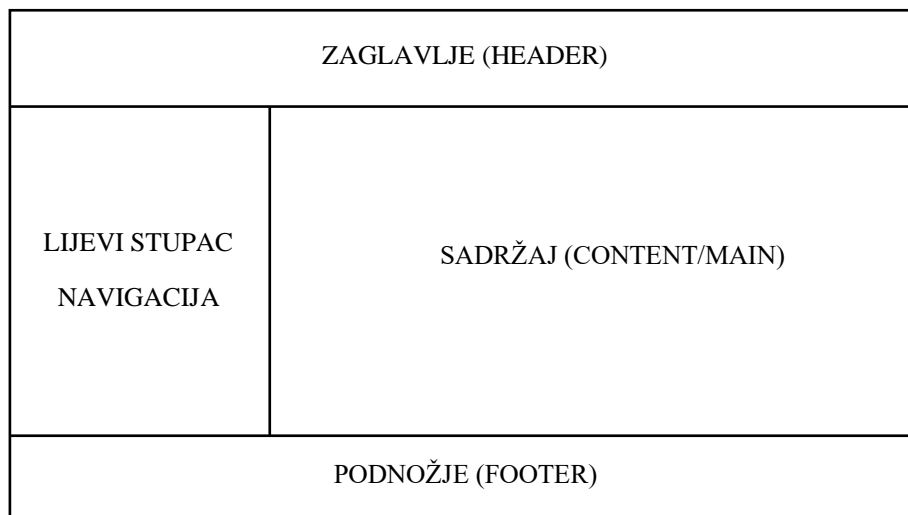 ZAGLAVLJE (HEADER)
LIJEVI STUPAC
NAVIGACIJA
SADRŽAJ (CONTENT/MAIN)
PODNOŽJE (FOOTER)